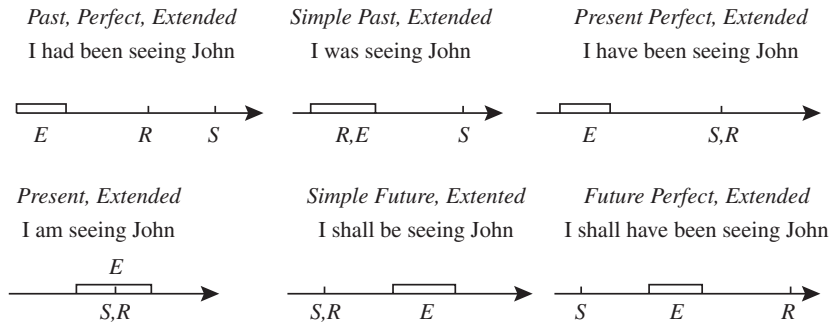 Past, Perfect, Extended
I had been seeing John
E R S
Simple Past, Extended
I was seeing John
R,E S
Present Perfect, Extended
I have been seeing John
E S,R
Present, Extended
I am seeing John
E
S,R
Simple Future, Extented
I shall be seeing John
S,R E
Future Perfect, Extended
I shall have been seeing John
S E R